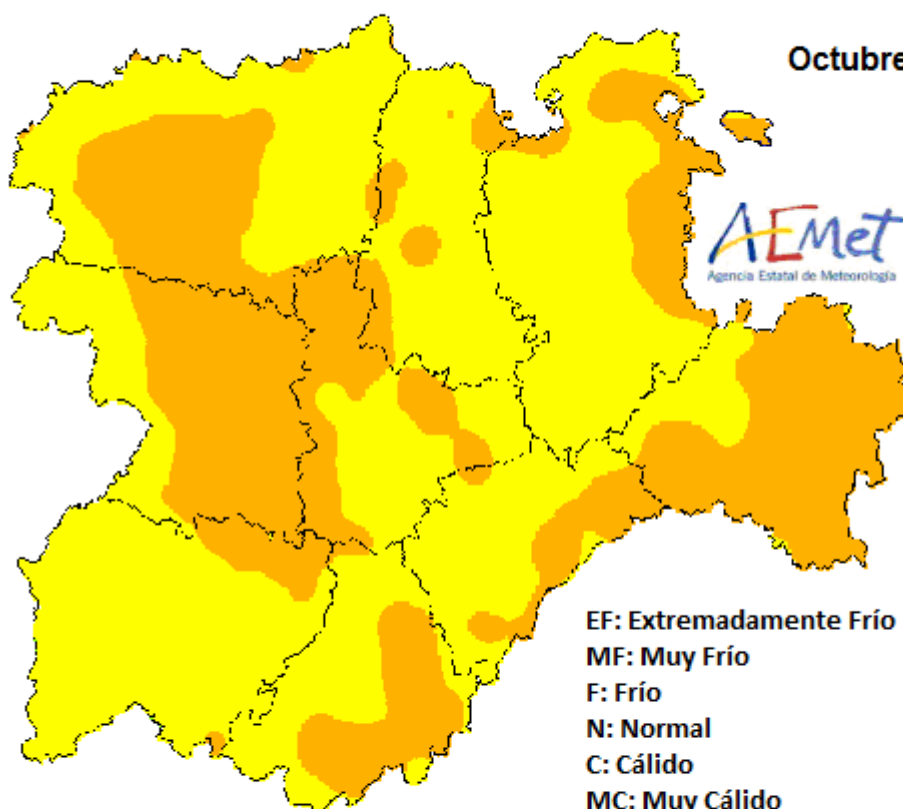 Octubre
AEMet
Agencia Estatal de Meteorología
EF: Extremadamente Frío
MF: Muy Frío
F: Frío
N: Normal
C: Cálido
MC: Muy Cálido